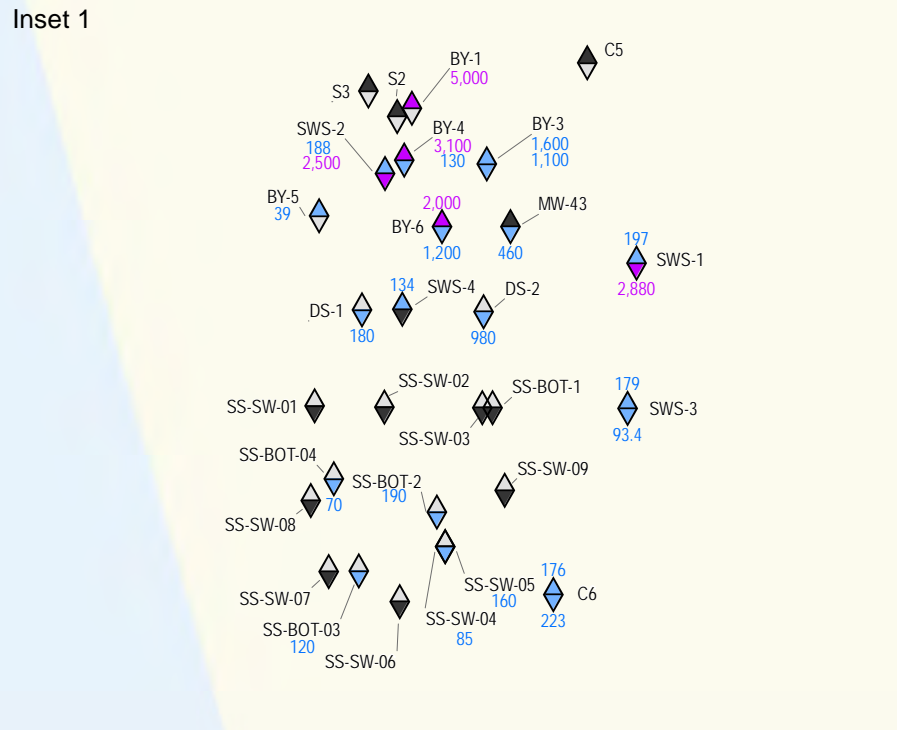 Inset 1
C5
BY-1
5,000
S2
S3
SWS-2
188
2,500
BY-4
3,100
130
BY-3
1,600
1,100
BY-5
39
2,000
BY-6
1,200
MW-43
460
197
SWS-1
2,880
134
SWS-4
DS-2
DS-1
180
980
SS-SW-02
SS-BOT-1
SS-SW-01
SS-SW-03
179
SWS-3
93.4
SS-BOT-04
70
SS-BOT-2
190
SS-SW-09
SS-SW-08
SS-SW-07
SS-BOT-03
120
SS-SW-06
SS-SW-05
160
SS-SW-04
85
176
C6
223